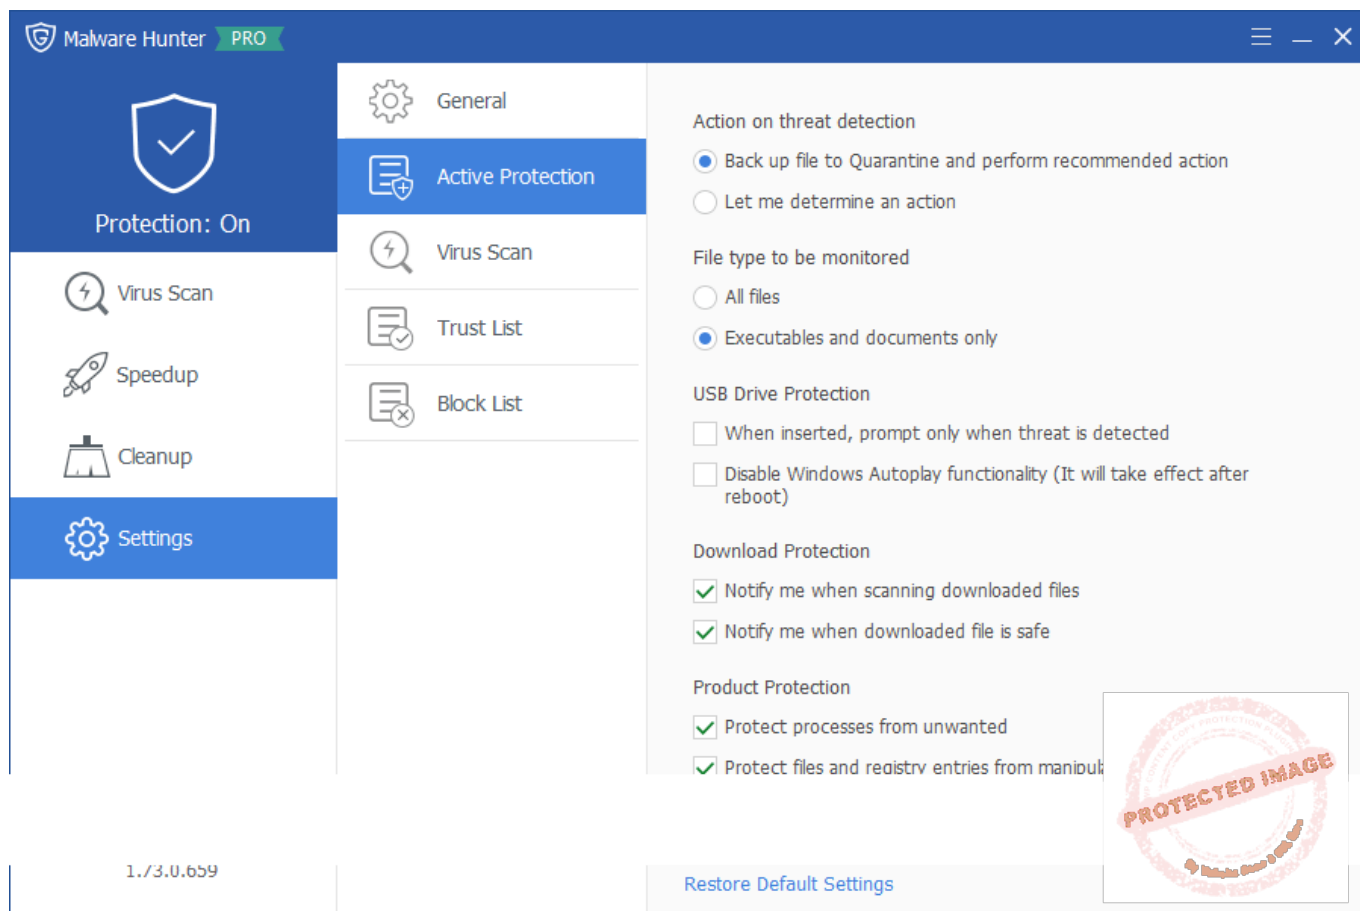 Malware Hunter PRO
Protection: On
Virus Scan
Speedup
Cleanup
Settings
1.73.0.659
General
Active Protection
Virus Scan
Trust List
Block List
Action on threat detection
Back up file to Quarantine and perform recommended action
Let me determine an action
File type to be monitored
All files
Executables and documents only
USB Drive Protection
When inserted, prompt only when threat is detected
Disable Windows Autoplay functionality (It will take effect after
reboot)
Download Protection
Notify me when scanning downloaded files
Notify me when downloaded file is safe
Product Protection
Protect processes from unwanted
Protect files and registry entries from
Restore Default Settings
PROTECTED IMAGE